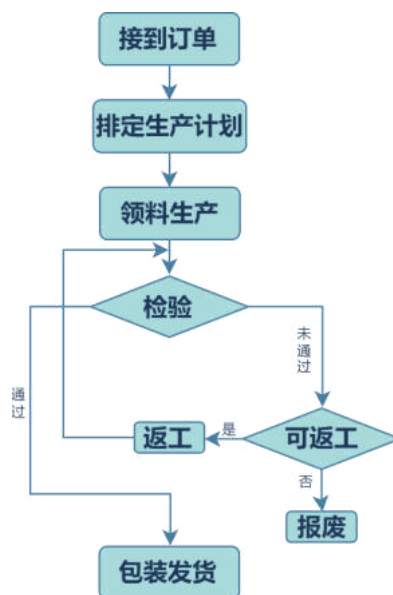 接到订单
排定生产计划
领料生产
检验
未通过
通过
可返工
是
返工
否
报废
包装发货